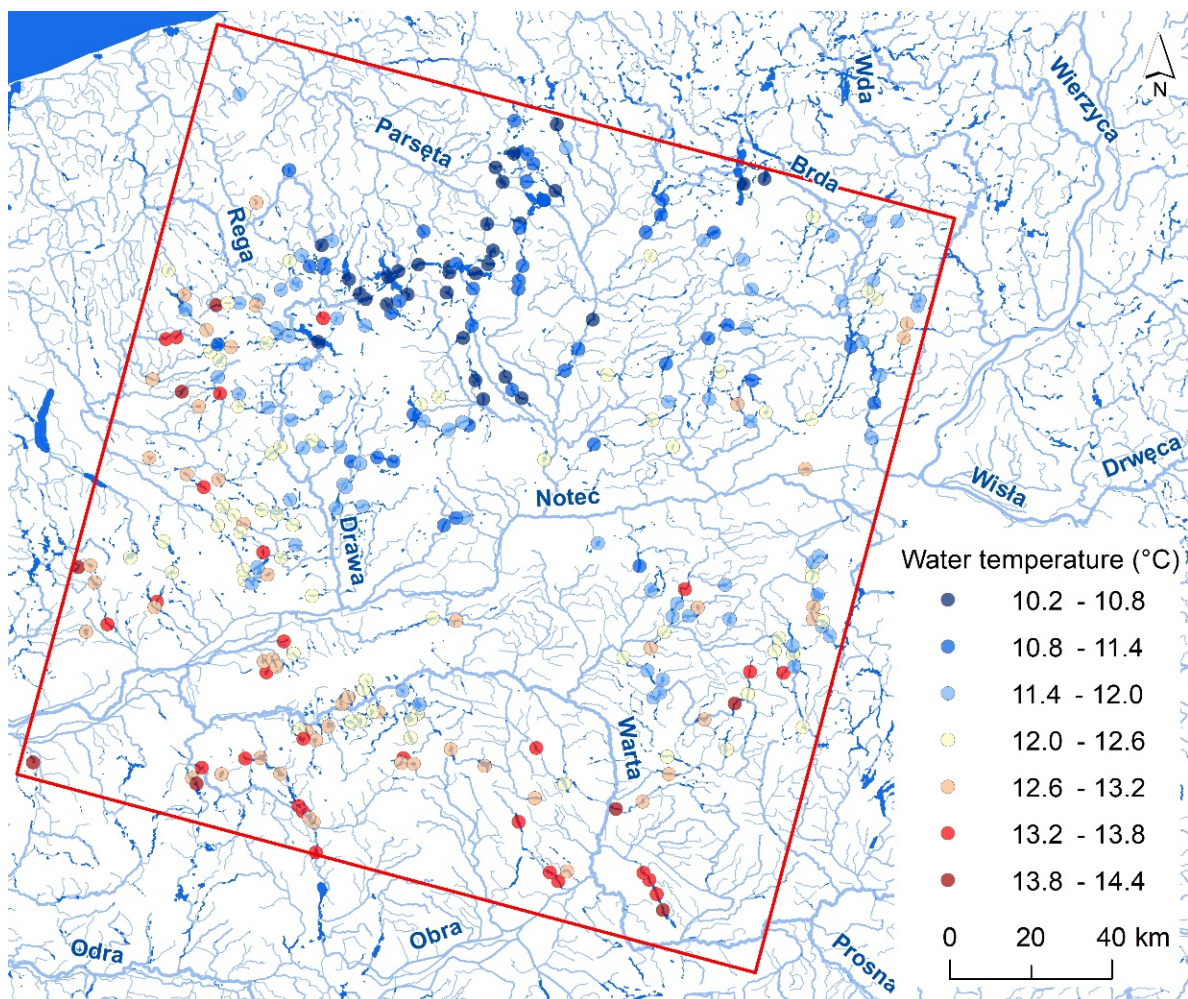 Wda
Wierzyca
N
Parsęta
Brda
Rega
Drwęca
Wisła
Noteć
Drawa
Water temperature (°C)
10.2 - 10.8
10.8 - 11.4
11.4 - 12.0
12.0 - 12.6
12.6 - 13.2
13.2 - 13.8
13.8 - 14.4
Warta
Obra
Odra
Prosna
0 20 40 km